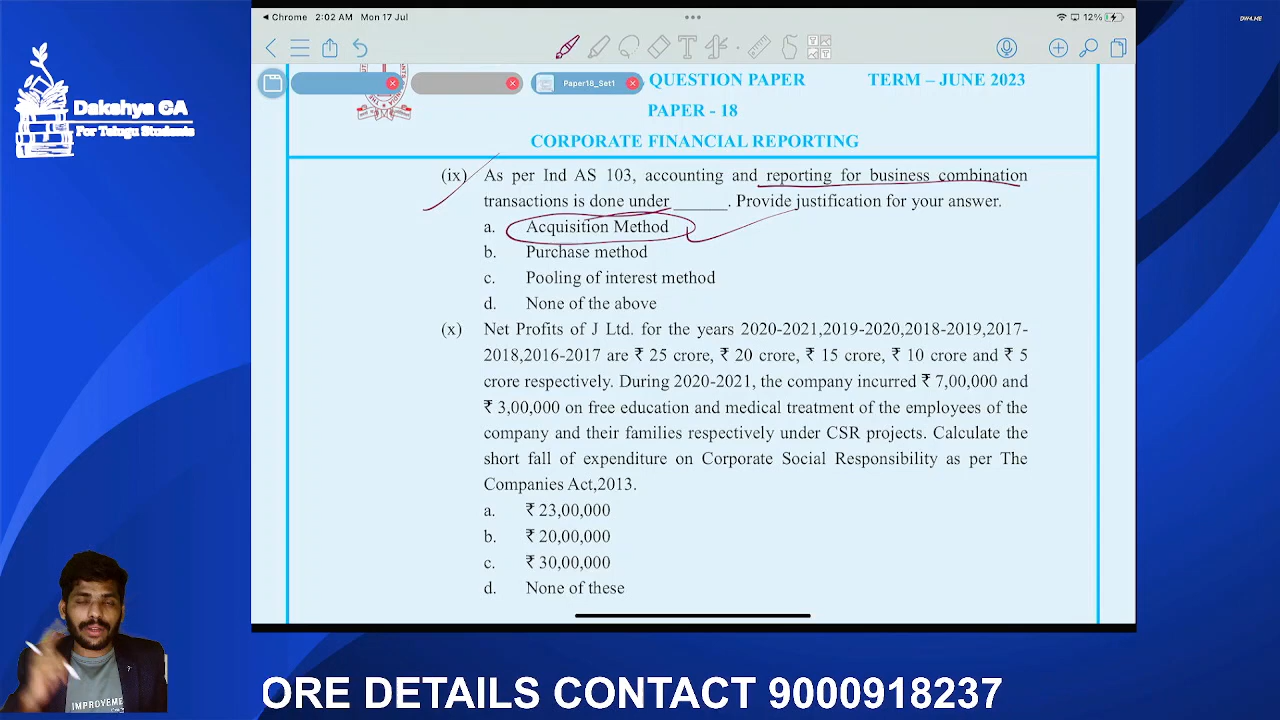 Chrome 2:02 AM Mon 17 Jul
12%
DW4.ME
Dakshya CA
For Telugu Students
Paper18_Set1
QUESTION PAPER TERM – JUNE 2023
PAPER - 18
CORPORATE FINANCIAL REPORTING
(ix) As per Ind AS 103, accounting and reporting for business combination
transactions is done under ______. Provide justification for your answer.
a. Acquisition Method
b. Purchase method
c. Pooling of interest method
d. None of the above
(x) Net Profits of J Ltd. for the years 2020-2021,2019-2020,2018-2019,2017-
2018,2016-2017 are ₹ 25 crore, ₹ 20 crore, ₹ 15 crore, ₹ 10 crore and ₹ 5
crore respectively. During 2020-2021, the company incurred ₹ 7,00,000 and
₹ 3,00,000 on free education and medical treatment of the employees of the
company and their families respectively under CSR projects. Calculate the
short fall of expenditure on Corporate Social Responsibility as per The
Companies Act,2013.
a. ₹ 23,00,000
b. ₹ 20,00,000
c. ₹ 30,00,000
d. None of these
IMPROVEME
ORE DETAILS CONTACT 9000918237